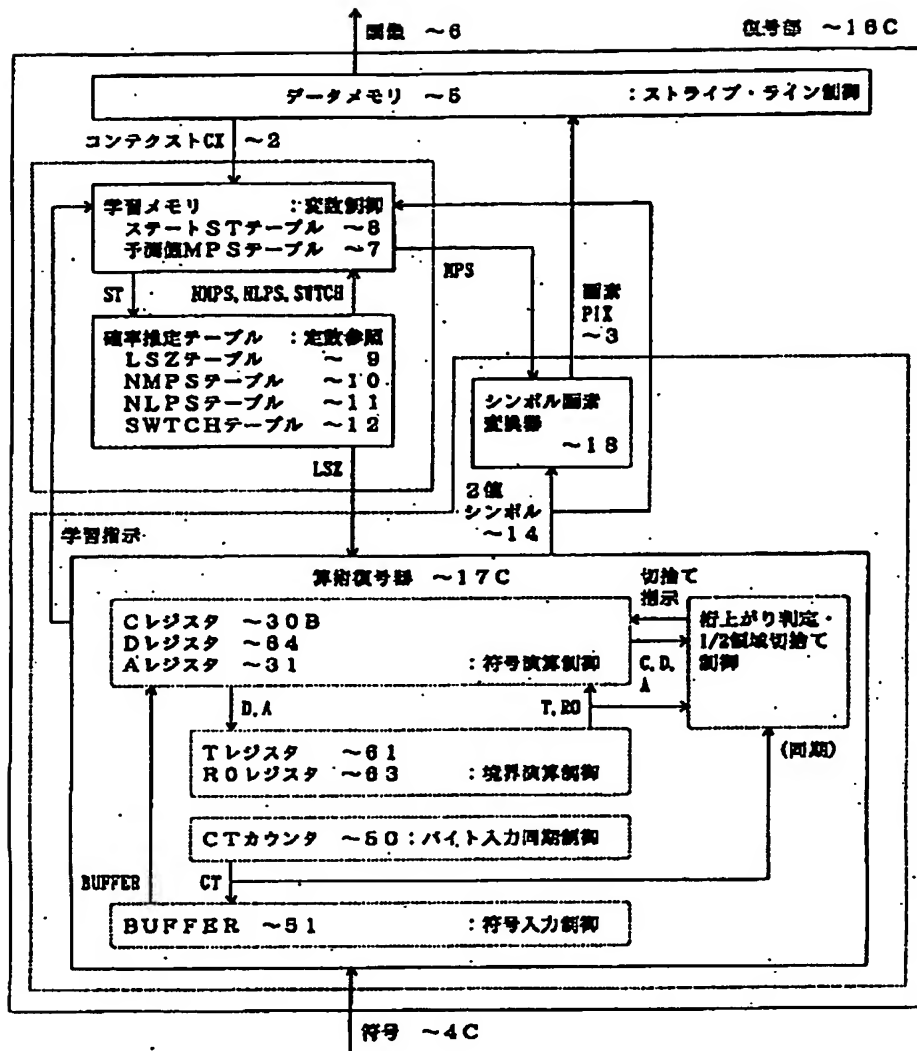 画像 ~6
復号部 ~16C
データメモリ ~5 :ストライプ・ライン制御
コンテクストCX ~2
学習メモリ :変数制御
ステートSTテーブル ~8
予測値MPSテーブル ~7
MPS
ST
NMPS, NLPS, SWTCH
画素
PIX
~3
確率推定テーブル :定数参照
LSZテーブル ~9
NMPSテーブル ~10
NLPSテーブル ~11
SWTCHテーブル ~12
シンボル画素
変換器
~18
LSZ
2値
シンボル
~14
学習指示
算術復号器 ~17C
切捨て
指示
Cレジスタ ~30B
Dレジスタ ~64
Aレジスタ ~31 :符号演算制御
桁上がり判定・
1/2領域切捨て
制御
C, D,
A
D, A
T, R0
Tレジスタ ~61
R0レジスタ ~63 :境界演算制御
(同期)
CTカウンタ ~50:バイト入力同期制御
BUFFER
CT
BUFFER ~51 :符号入力制御
符号 ~4C